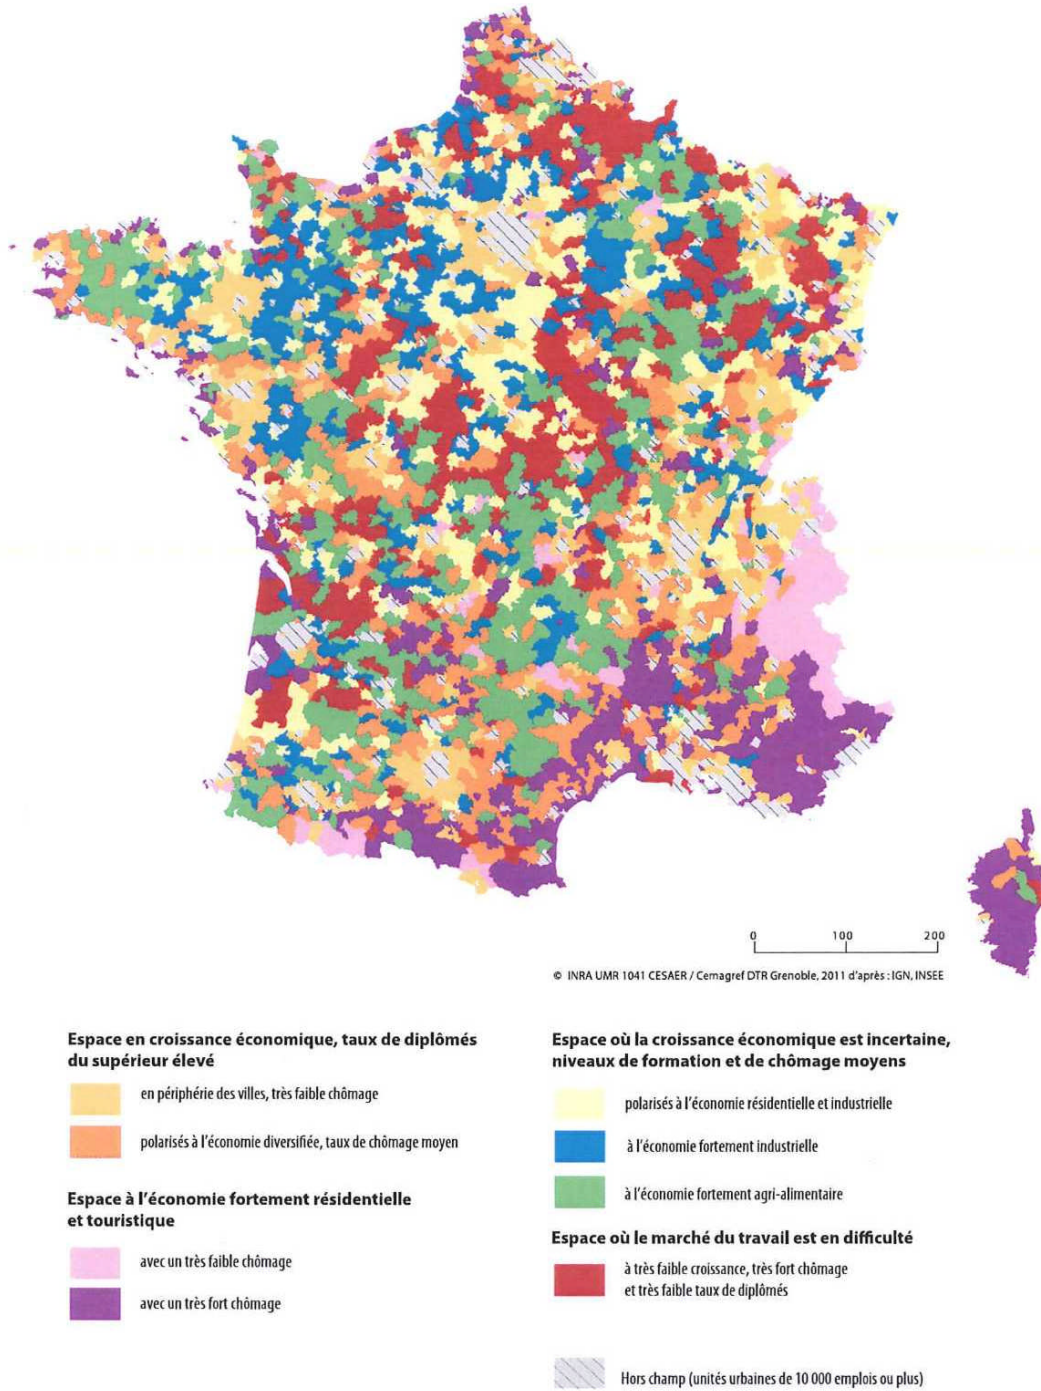 0 100 200
© INRA UMR 1041 CESAER / Cemagref DTR Grenoble, 2011 d'après : IGN, INSEE
Espace en croissance économique, taux de diplômés
du supérieur élevé
en périphérie des villes, très faible chômage
polarisés à l'économie diversifiée, taux de chômage moyen
Espace à l'économie fortement résidentielle
et touristique
avec un très faible chômage
avec un très fort chômage
Espace où la croissance économique est incertaine,
niveaux de formation et de chômage moyens
polarisés à l'économie résidentielle et industrielle
à l'économie fortement industrielle
à l'économie fortement agri-alimentaire
Espace où le marché du travail est en difficulté
à très faible croissance, très fort chômage
et très faible taux de diplômés
Hors champ (unités urbaines de 10 000 emplois ou plus)